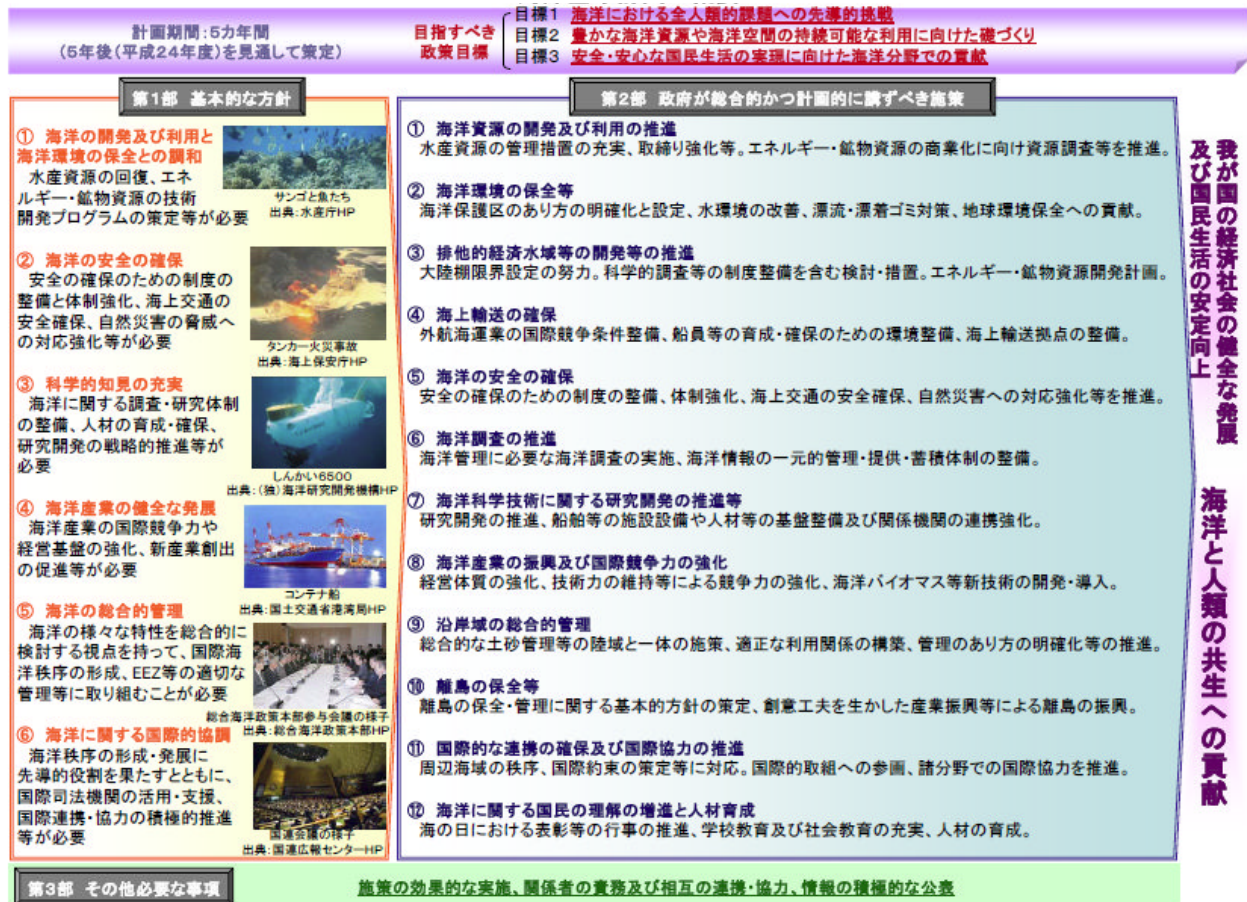 計画期間：５カ年間
（５年後（平成２４年度）を見通して策定）
目指すべき
政策目標
目標１ 海洋における全人類的課題への先導的挑戦
目標２ 豊かな海洋資源や海洋空間の持続可能な利用に向けた礎づくり
目標３ 安全・安心な国民生活の実現に向けた海洋分野での貢献
第１部 基本的な方針
① 海洋の開発及び利用と
海洋環境の保全との調和
水産資源の回復、エネ
ルギー・鉱物資源の技術
開発プログラムの策定等が必要
サンゴと魚たち
出典：水産庁HP
② 海洋の安全の確保
安全の確保のための制度の
整備と体制強化、海上交通の
安全確保、自然災害の脅威へ
の対応強化等が必要
タンカー火災事故
出典：海上保安庁HP
③ 科学的知見の充実
海洋に関する調査・研究体制
の整備、人材の育成・確保、
研究開発の戦略的推進等が
必要
しんかい６５００
出典：（独）海洋研究開発機構HP
④ 海洋産業の健全な発展
海洋産業の国際競争力や
経営基盤の強化、新産業創出
の促進等が必要
コンテナ船
出典：国土交通省港湾局HP
⑤ 海洋の総合的管理
海洋の様々な特性を総合的に
検討する視点を持って、国際海
洋秩序の形成、EEZ等の適切な
管理等に取り組むことが必要
総合海洋政策本部参与会議の様子
出典：総合海洋政策本部HP
⑥ 海洋に関する国際的協調
海洋秩序の形成・発展に
先導的役割を果たすとともに、
国際司法機関の活用・支援、
国際連携・協力の積極的推進
等が必要
国連会議の様子
出典：国連広報センターHP
第２部 政府が総合的かつ計画的に講ずべき施策
① 海洋資源の開発及び利用の推進
水産資源の管理措置の充実、取締り強化等。エネルギー・鉱物資源の商業化に向け資源調査等を推進。
② 海洋環境の保全等
海洋保護区のあり方の明確化と設定、水環境の改善、漂流・漂着ゴミ対策、地球環境保全への貢献。
③ 排他的経済水域等の開発等の推進
大陸棚限界設定の努力。科学的調査等の制度整備を含む検討・措置。エネルギー・鉱物資源開発計画。
④ 海上輸送の確保
外航海運業の国際競争条件整備、船員等の育成・確保のための環境整備、海上輸送拠点の整備。
⑤ 海洋の安全の確保
安全の確保のための制度の整備、体制強化、海上交通の安全確保、自然災害への対応強化等を推進。
⑥ 海洋調査の推進
海洋管理に必要な海洋調査の実施、海洋情報の一元的管理・提供・蓄積体制の整備。
⑦ 海洋科学技術に関する研究開発の推進等
研究開発の推進、船舶等の施設設備や人材等の基盤整備及び関係機関の連携強化。
⑧ 海洋産業の振興及び国際競争力の強化
経営体質の強化、技術力の維持等による競争力の強化、海洋バイオマス等新技術の開発・導入。
⑨ 沿岸域の総合的管理
総合的な土砂管理等の陸域と一体の施策、適正な利用関係の構築、管理のあり方の明確化等の推進。
⑩ 離島の保全等
離島の保全・管理に関する基本的方針の策定、創意工夫を生かした産業振興等による離島の振興。
⑪ 国際的な連携の確保及び国際協力の推進
周辺海域の秩序、国際約束の策定等に対応。国際的取組への参画、諸分野での国際協力を推進。
⑫ 海洋に関する国民の理解の増進と人材育成
海の日における表彰等の行事の推進、学校教育及び社会教育の充実、人材の育成。
我が国の経済社会の健全な発展
及び国民生活の安定向上
海洋と人類の共生への貢献
第３部 その他必要な事項
施策の効果的な実施、関係者の責務及び相互の連携・協力、情報の積極的な公表